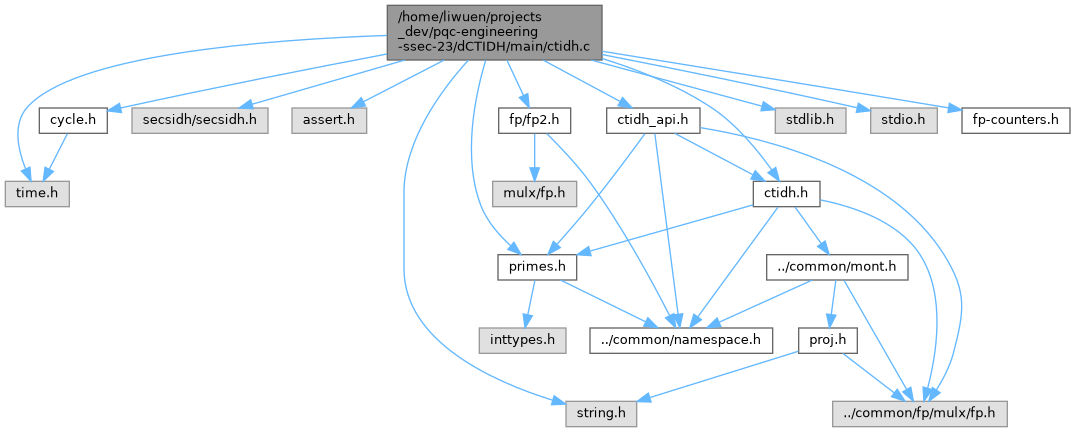 /home/liwuen/projects
_dev/pqc-engineering
-ssec-23/dCTIDH/main/ctidh.c
cycle.h
secsidh/secsidh.h
assert.h
fp/fp2.h
ctidh_api.h
stdlib.h
stdio.h
fp-counters.h
time.h
mulx/fp.h
ctidh.h
primes.h
../common/mont.h
inttypes.h
../common/namespace.h
proj.h
string.h
../common/fp/mulx/fp.h